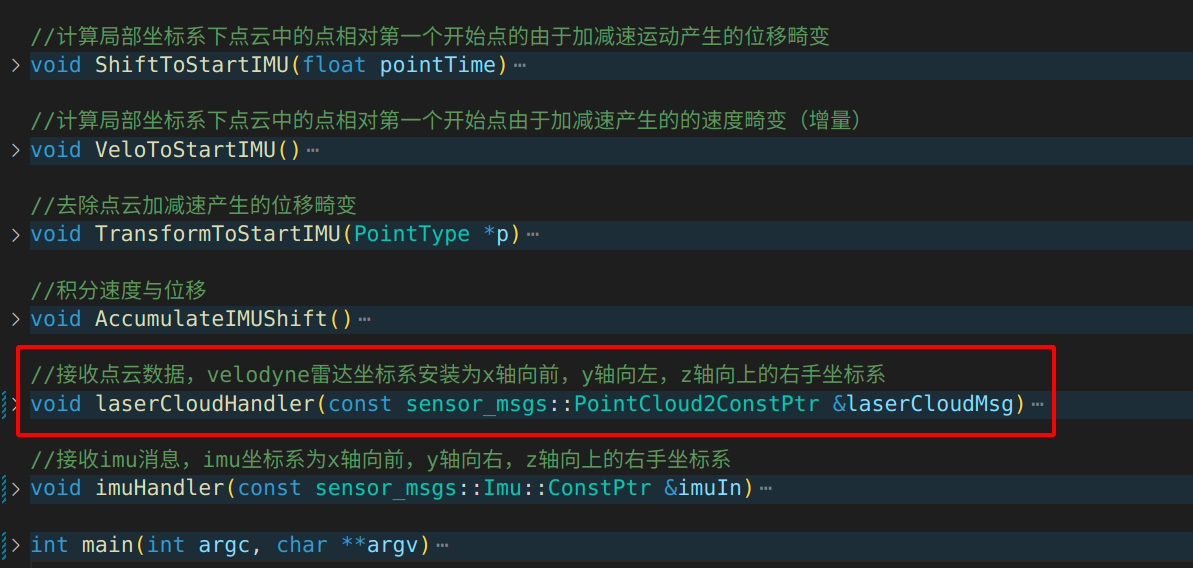 //计算局部坐标系下点云中的点相对第一个开始点的由于加减速运动产生的位移畸变
void ShiftToStartIMU(float pointTime)⋯
//计算局部坐标系下点云中的点相对第一个开始点由于加减速产生的的速度畸变（增量）
void VeloToStartIMU()⋯
//去除点云加减速产生的位移畸变
void TransformToStartIMU(PointType *p)⋯
//积分速度与位移
void AccumulateIMUShift()⋯
//接收点云数据，velodyne雷达坐标系安装为x轴向前，y轴向左，z轴向上的右手坐标系
void laserCloudHandler(const sensor_msgs::PointCloud2ConstPtr &laserCloudMsg)⋯
//接收imu消息，imu坐标系为x轴向前，y轴向右，z轴向上的右手坐标系
void imuHandler(const sensor_msgs::Imu::ConstPtr &imuIn)⋯
int main(int argc, char **argv)⋯